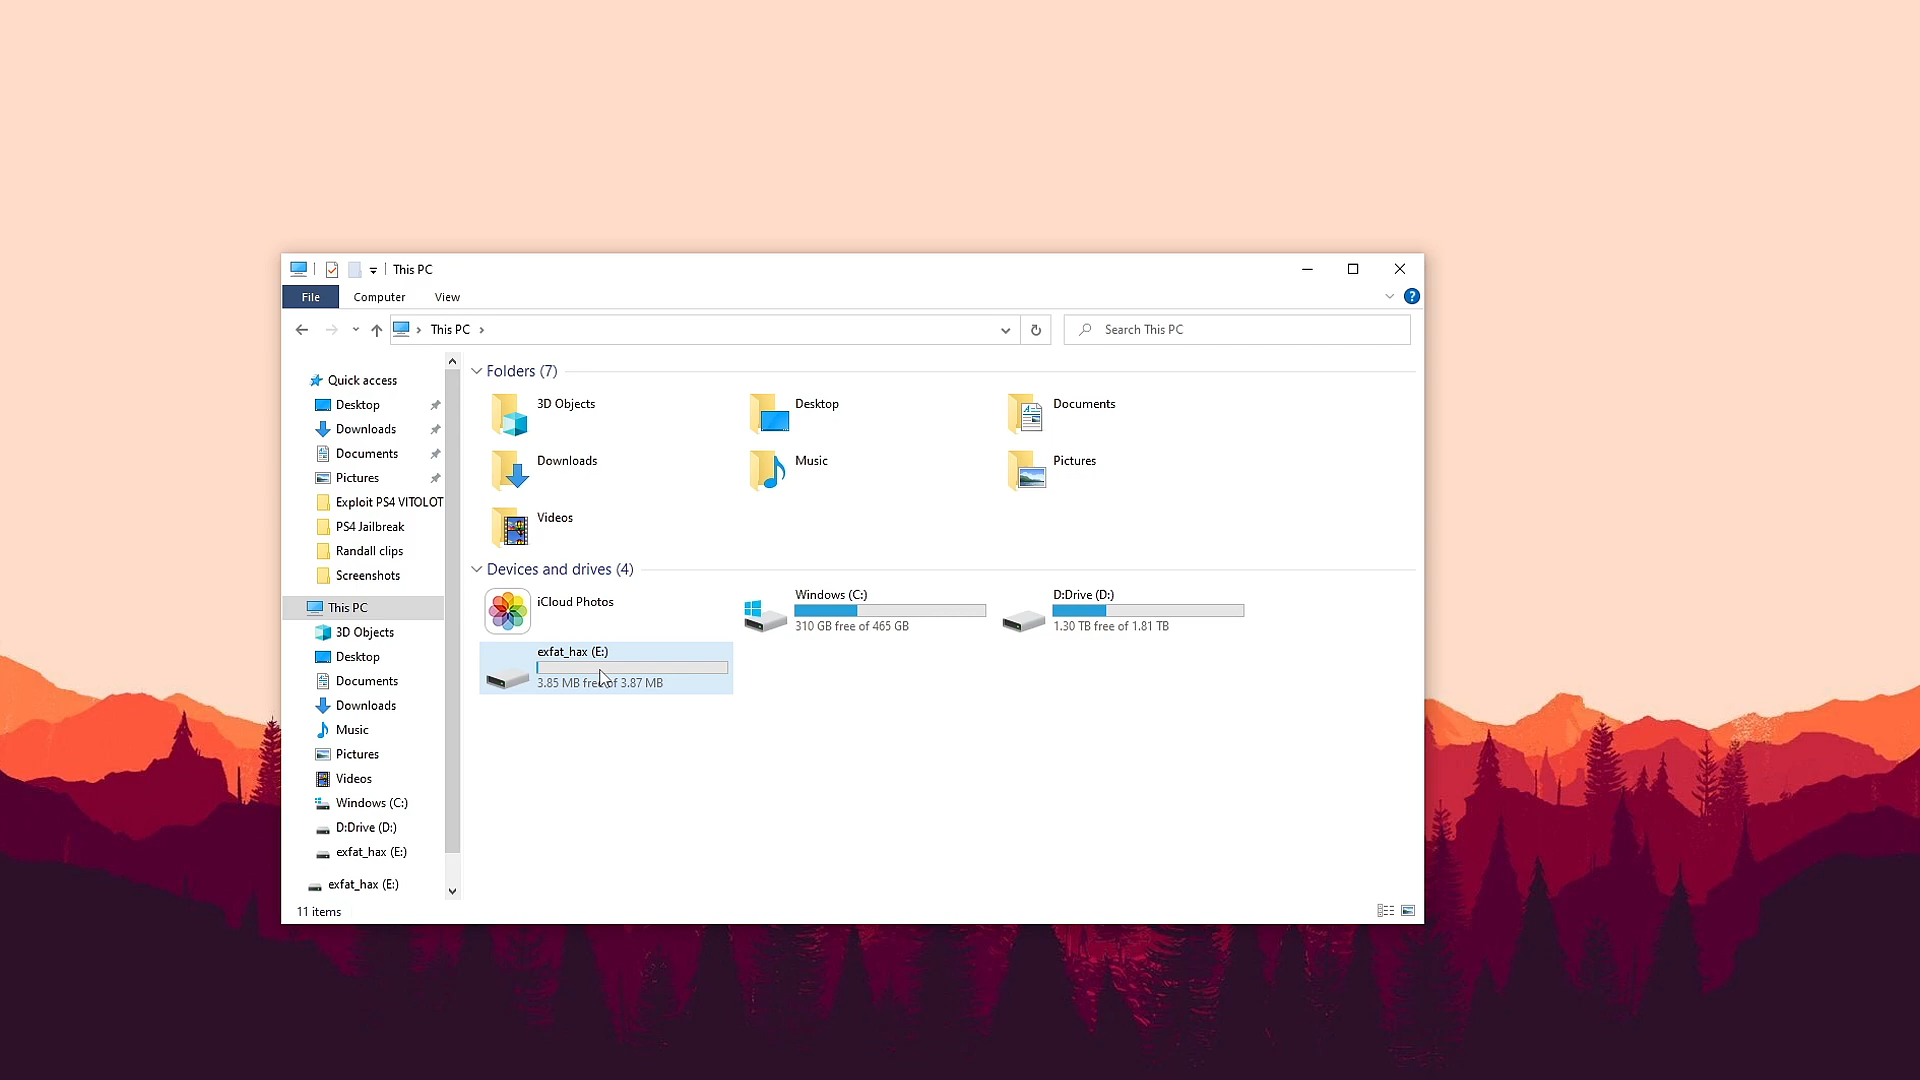 This PC
File Computer View
This PC
Search This PC
Quick access
Desktop
Downloads
Documents
Pictures
Exploit PS4 VITOLOT
PS4 Jailbreak
Randall clips
Screenshots
This PC
3D Objects
Desktop
Documents
Downloads
Music
Pictures
Videos
Windows (C:)
D:Drive (D:)
exfat_hax (E:)
exfat_hax (E:)
Folders (7)
3D Objects
Desktop
Documents
Downloads
Music
Pictures
Videos
Devices and drives (4)
iCloud Photos
Windows (C:)
310 GB free of 465 GB
D:Drive (D:)
1.30 TB free of 1.81 TB
exfat_hax (E:)
3.85 MB free of 3.87 MB
11 items